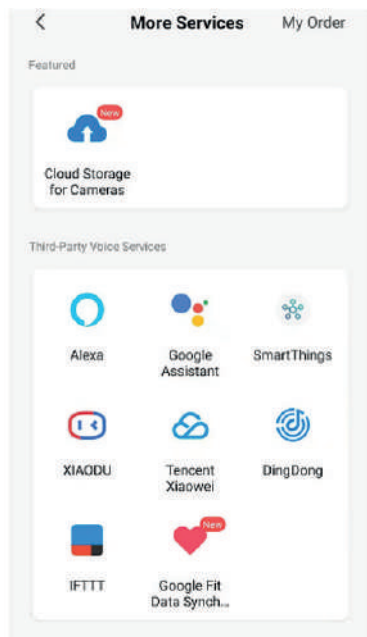 More Services My Order
Featured
New
Cloud Storage
for Cameras
Third-Party Voice Services
Alexa Google
Assistant SmartThings
XIAODU Tencent
Xiaowei DingDong
New
IFTTT Google Fit
Data Synch...